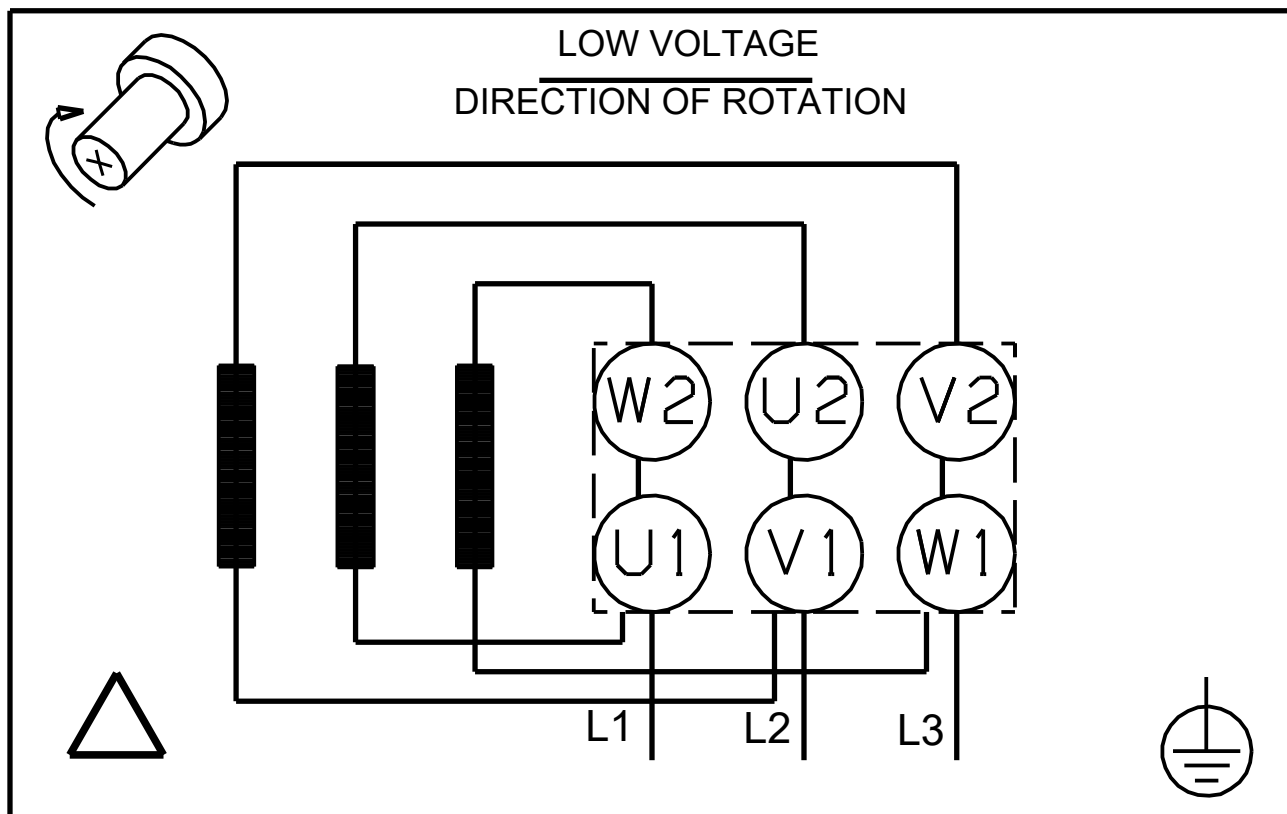 LOW VOLTAGE
DIRECTION OF ROTATION
W2 U2 V2
U1 V1 W1
L1 L2 L3